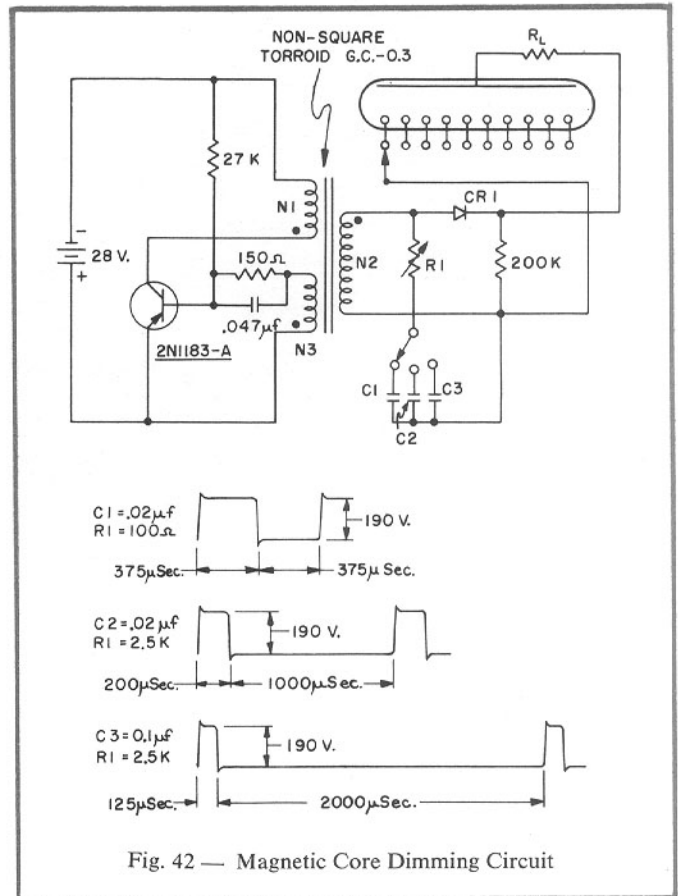 NON-SQUARE
TORROID G.C.-0.3
RL
27 K
N1
CR 1
28 V.
-
+
150Ω
N2
R1
200K
.047µf
N3
2N1183-A
C1
C3
C2
C1=.02µf
R1=100Ω
190 V.
375µSec.
375µ Sec.
C2=.02µf
R1=2.5K
190 V.
200µSec.
1000µSec.
C3=0.1µf
R1=2.5K
190 V.
125µSec.
2000µSec.
Fig. 42 — Magnetic Core Dimming Circuit